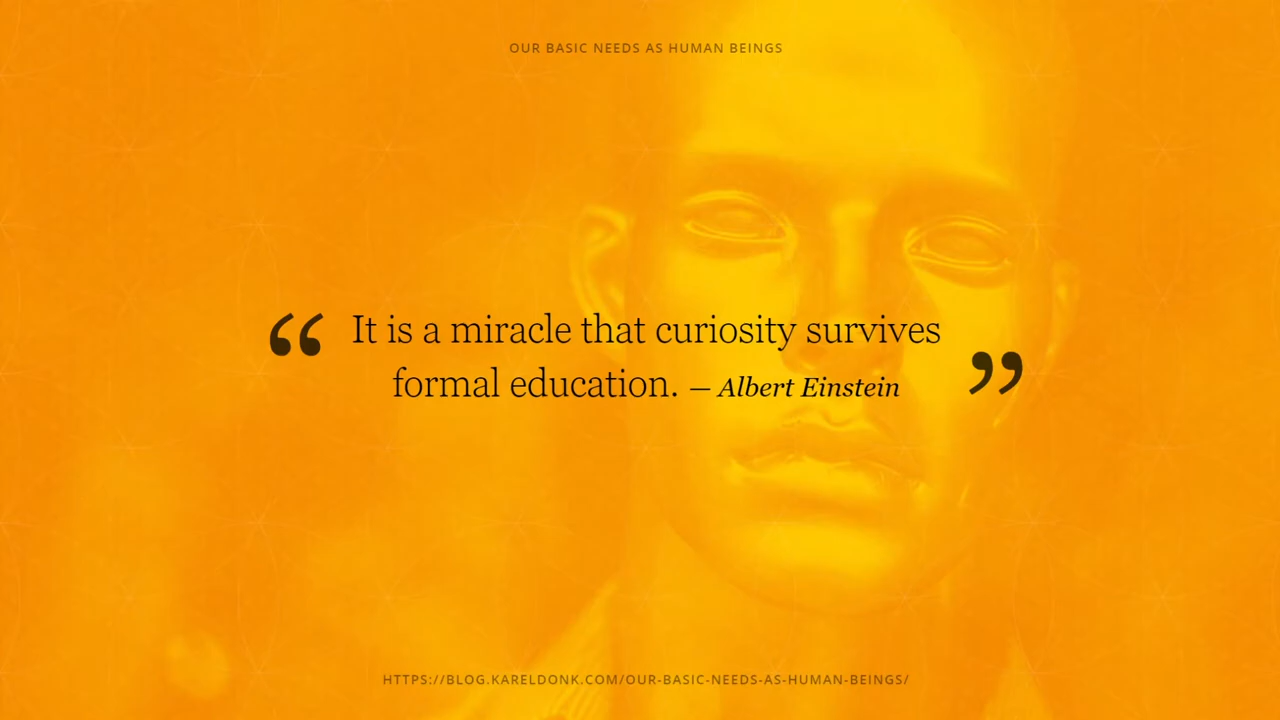 OUR BASIC NEEDS AS HUMAN BEINGS
“ It is a miracle that curiosity survives
formal education. — Albert Einstein ”
HTTPS://BLOG.KARELDONK.COM/OUR-BASIC-NEEDS-AS-HUMAN-BEINGS/